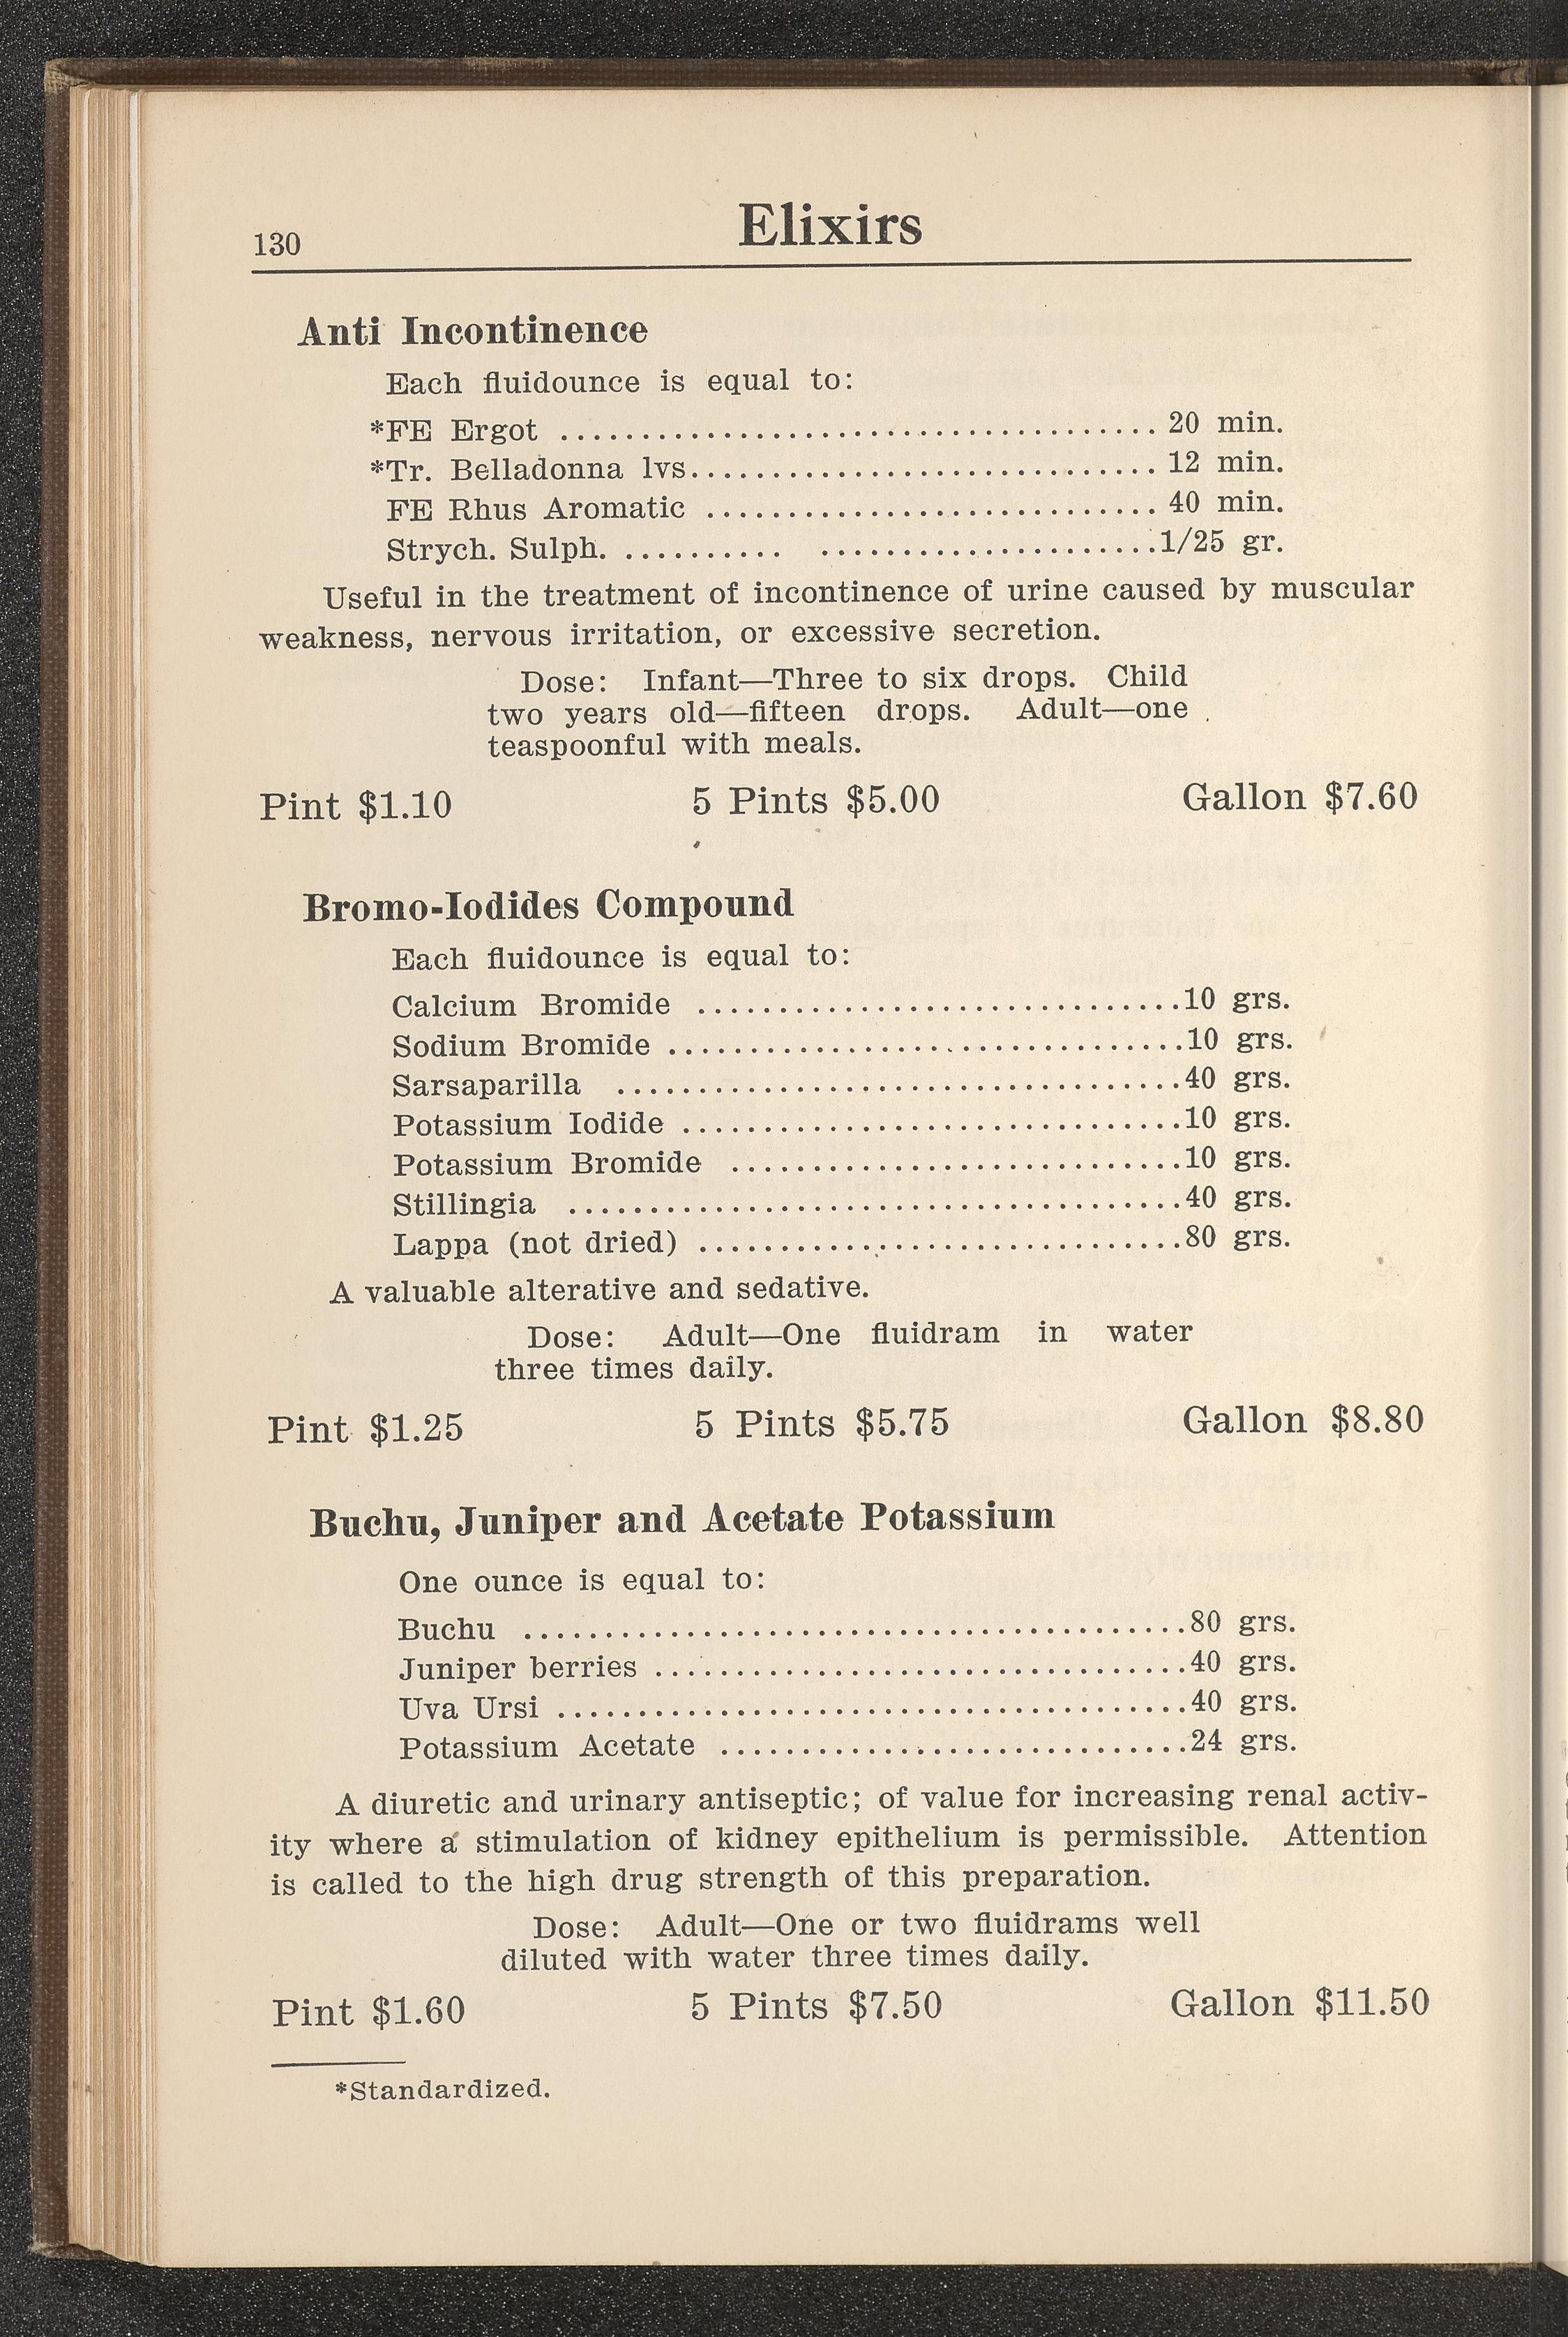 130
Elixirs
Anti Incontinence
Each fluidounce is equal to:
*FE Ergot ..................................... 20 min.
*Tr. Belladonna lvs............................. 12 min.
FE Rhus Aromatic ............................ 40 min.
Strych. Sulph. .......... .....................1/25 gr.
Useful in the treatment of incontinence of urine caused by muscular
weakness, nervous irritation, or excessive secretion.
Dose: Infant—Three to six drops. Child
two years old—fifteen drops. Adult—one
teaspoonful with meals.
Pint $1.10 5 Pints $5.00 Gallon $7.60
Bromo-Iodides Compound
Each fluidounce is equal to:
Calcium Bromide ..............................10 grs.
Sodium Bromide ................................10 grs.
Sarsaparilla ...................................40 grs.
Potassium Iodide ...............................10 grs.
Potassium Bromide ............................10 grs.
Stillingia ......................................40 grs.
Lappa (not dried) ..............................80 grs.
A valuable alterative and sedative.
Dose: Adult—One fluidram in water
three times daily.
Pint $1.25 5 Pints $5.75 Gallon $8.80
Buchu, Juniper and Acetate Potassium
One ounce is equal to:
Buchu .........................................80 grs.
Juniper berries .................................40 grs.
Uva Ursi .......................................40 grs.
Potassium Acetate .............................24 grs.
A diuretic and urinary antiseptic; of value for increasing renal activ-
ity where a stimulation of kidney epithelium is permissible. Attention
is called to the high drug strength of this preparation.
Dose: Adult—One or two fluidrams well
diluted with water three times daily.
Pint $1.60 5 Pints $7.50 Gallon $11.50
*Standardized.